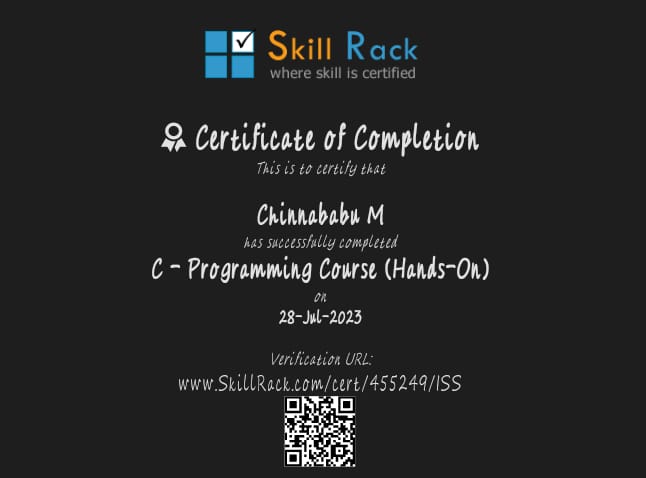 Skill Rack
where skill is certified
Certificate of Completion
This is to certify that
Chinnababu M
has successfully completed
C - Programming Course (Hands-On)
on
28-Jul-2023
Verification URL:
www.SkillRack.com/cert/455249/ISS